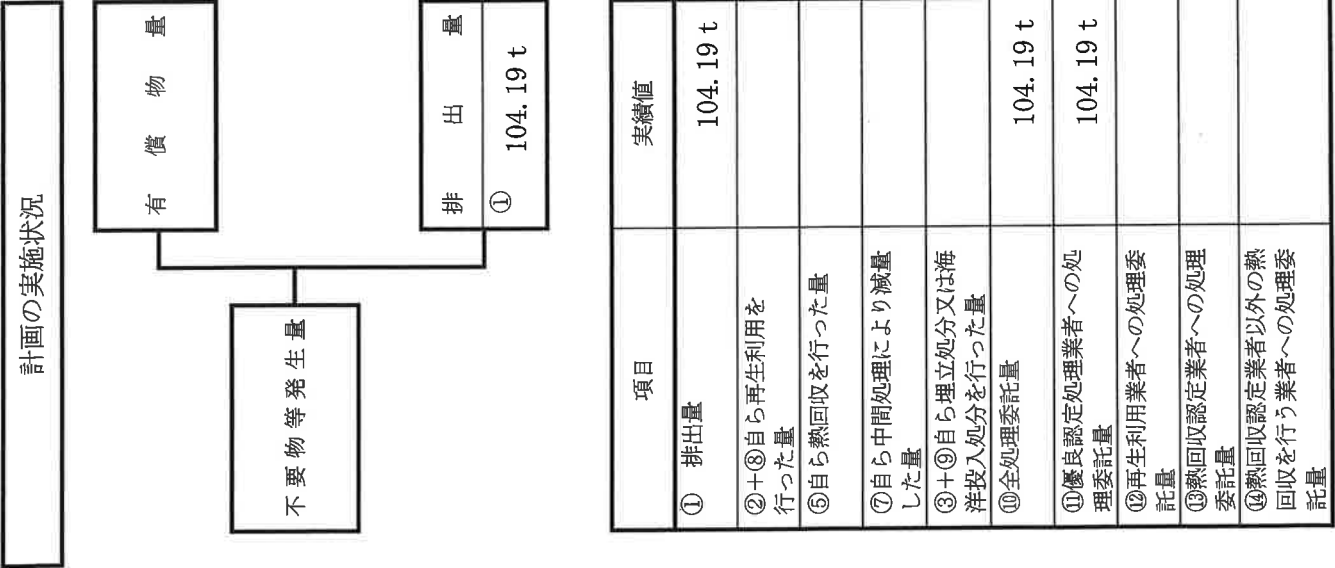 計画の実施状況
有償物量
不要物等発生量
排出量
①
104.19 t
項目
実績値
① 排出量
104.19 t
②+⑧自ら再生利用を
行った量
⑤自ら熱回収を行った量
⑦自ら中間処理により減量
した量
③+⑨自ら埋立処分又は海
洋投入処分を行った量
⑩全処理委託量
104.19 t
⑪優良認定処理業者への処
理委託量
104.19 t
⑫再生利用業者への処理委
託量
⑬熱回収認定業者への処理
委託量
⑭熱回収認定業者以外の熱
回収を行う業者への処理委
託量